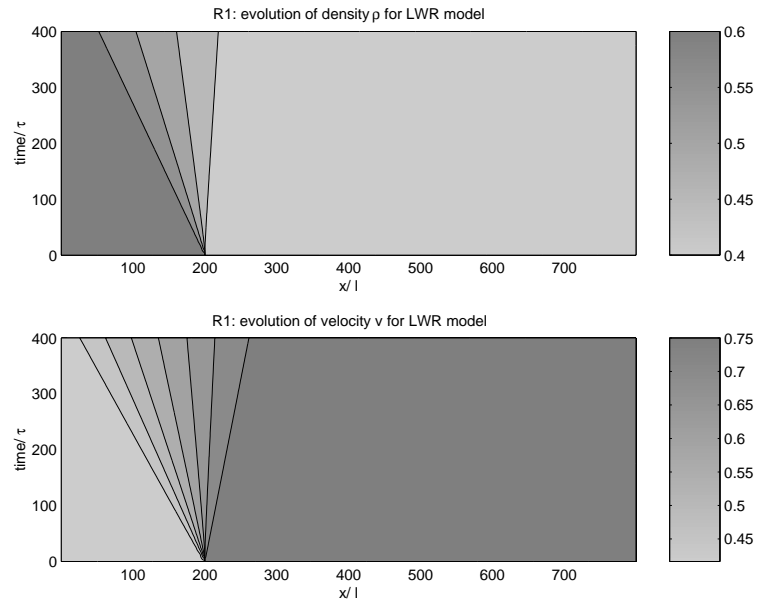 R1: evolution of density ρ for LWR model
400
300
200
100
0
time/ τ
100 200 300 400 500 600 700
x/ l
0.6
0.55
0.5
0.45
0.4
R1: evolution of velocity v for LWR model
400
300
200
100
0
time/ τ
100 200 300 400 500 600 700
x/ l
0.75
0.7
0.65
0.6
0.55
0.5
0.45